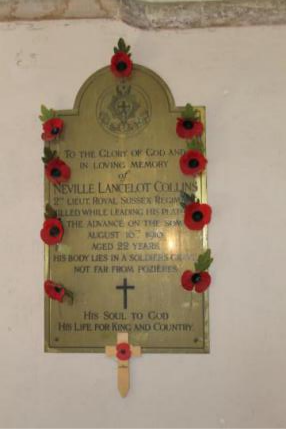 To the Glory of God and
in loving memory
of
Neville Lancelot Collins
2nd Lieut. Royal Sussex Regiment
killed while leading his
the advance on the
August 18th
aged 22 years
his body lies in a soldiers grave
not far from Pozieres.
His Soul to God
His Life for King and Country.